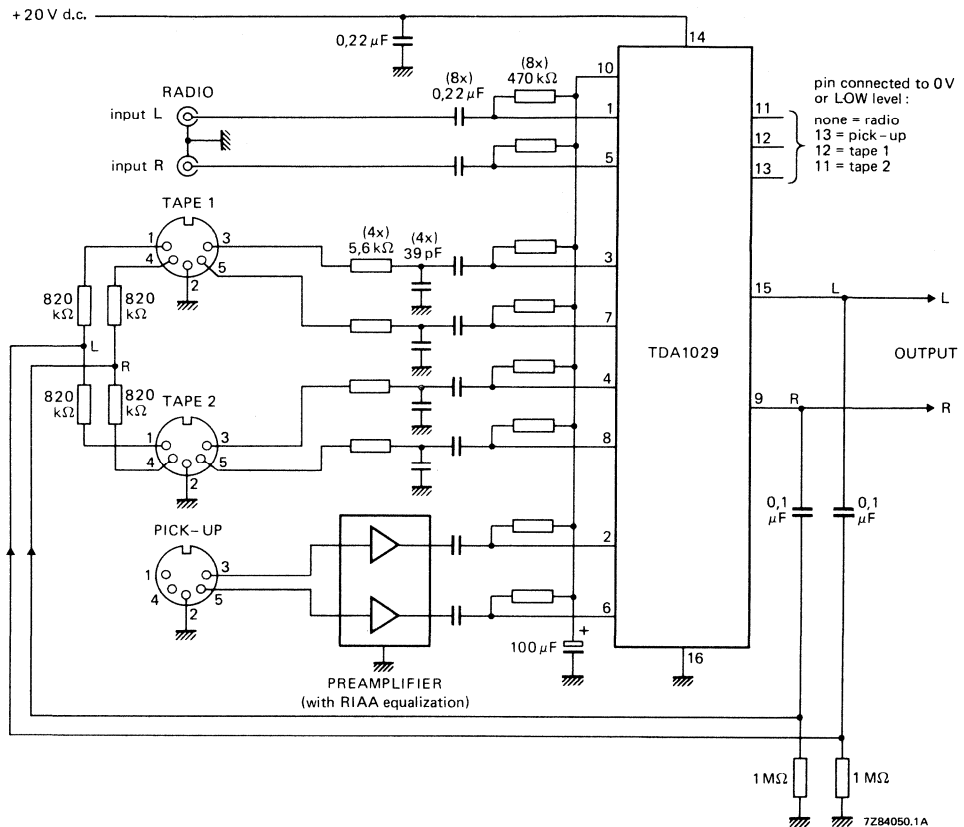 +20 V d.c.
0,22 µF
14
(8x)
0,22 µF
(8x)
470 kΩ
10
RADIO
input L
1
input R
5
pin connected to 0V
or LOW level :
none = radio
13 = pick-up
12 = tape 1
11 = tape 2
11
12
13
TAPE 1
1
3
4
5
2
(4x)
5,6 kΩ
(4x)
39 pF
3
7
820
kΩ
820
kΩ
L
R
820
kΩ
820
kΩ
TAPE 2
1
3
4
5
2
4
8
TDA1029
15
L
L
OUTPUT
9
R
R
0,1
µF
0,1
µF
PICK-UP
1
3
4
5
2
2
6
100 µF
+
16
PREAMPLIFIER
(with RIAA equalization)
1 MΩ
1 MΩ
7Z84050.1A